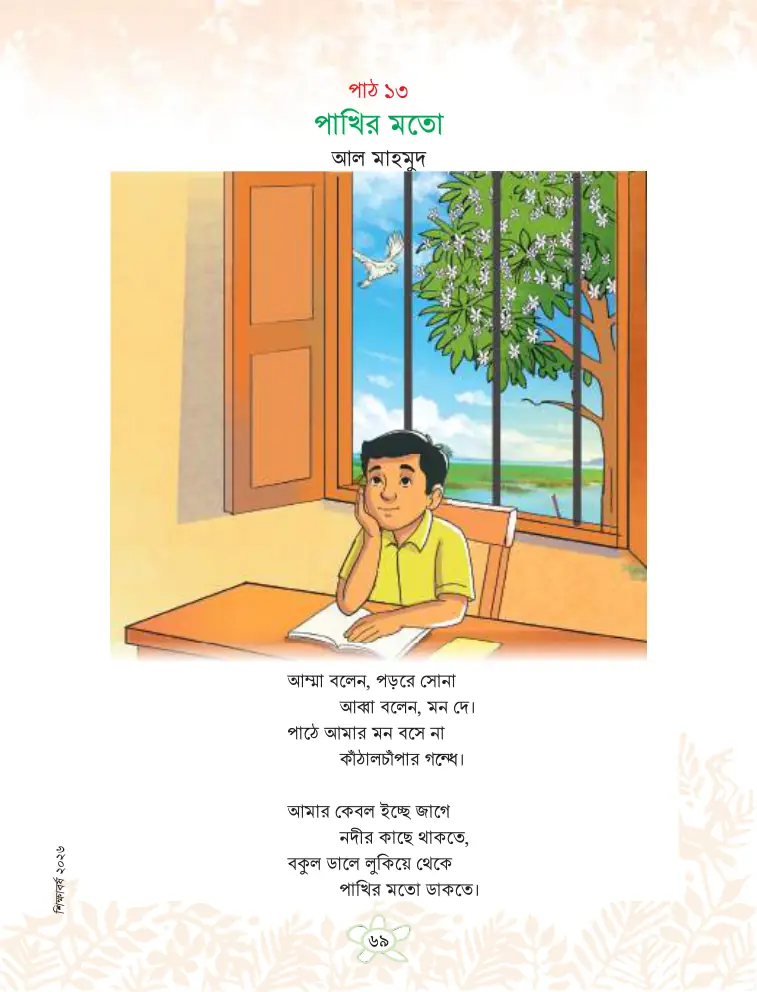 পাঠ ১৩
পাখির মতো
আল মাহমুদ
আম্মা বলেন, পড়রে সোনা
আব্বা বলেন, মন দে।
পাঠে আমার মন বসে না
কাঁঠালচাঁপার গন্ধে।
আমার কেবল ইচ্ছে জাগে
নদীর কাছে থাকতে,
বকুল ডালে লুকিয়ে থেকে
পাখির মতো ডাকতে।
শিক্ষাবর্ষ ২০২৬
৬৯